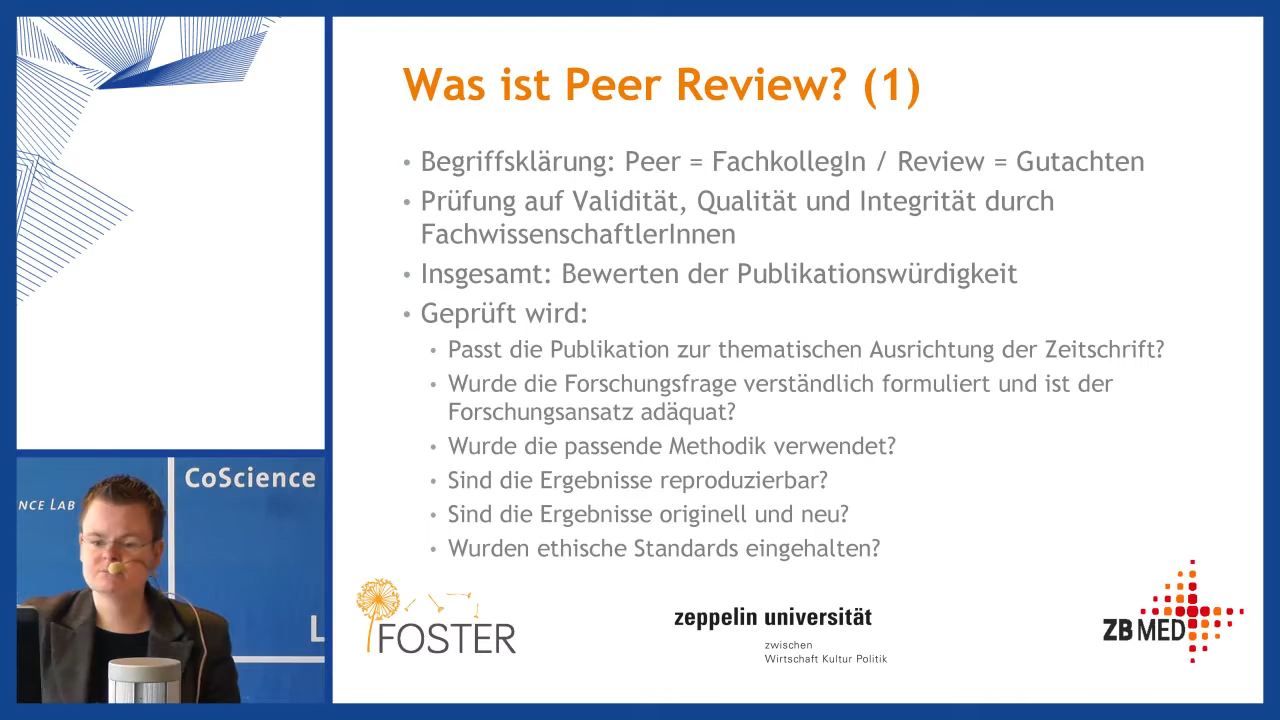 Was ist Peer Review? (1)
• Begriffsklärung: Peer = FachkollegIn / Review = Gutachten
• Prüfung auf Validität, Qualität und Integrität durch
FachwissenschaftlerInnen
• Insgesamt: Bewerten der Publikationswürdigkeit
• Geprüft wird:
• Passt die Publikation zur thematischen Ausrichtung der Zeitschrift?
• Wurde die Forschungsfrage verständlich formuliert und ist der
Forschungsansatz adäquat?
• Wurde die passende Methodik verwendet?
• Sind die Ergebnisse reproduzierbar?
• Sind die Ergebnisse originell und neu?
• Wurden ethische Standards eingehalten?
CoScience
NCE LAB
L
FOSTER
zeppelin universität
zwischen
Wirtschaft Kultur Politik
ZB MED